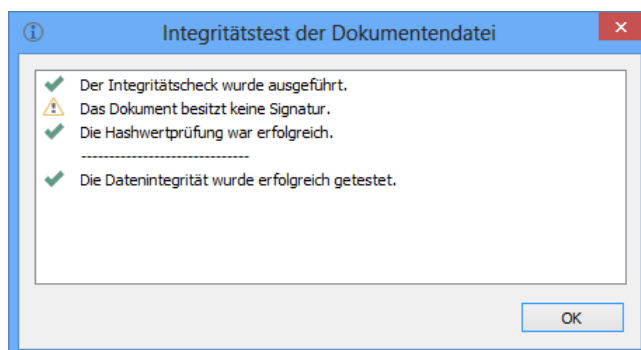 Integritätstest der Dokumentendatei
Der Integritätscheck wurde ausgeführt.
Das Dokument besitzt keine Signatur.
Die Hashwertprüfung war erfolgreich.
------------------------------
Die Datenintegrität wurde erfolgreich getestet.
OK